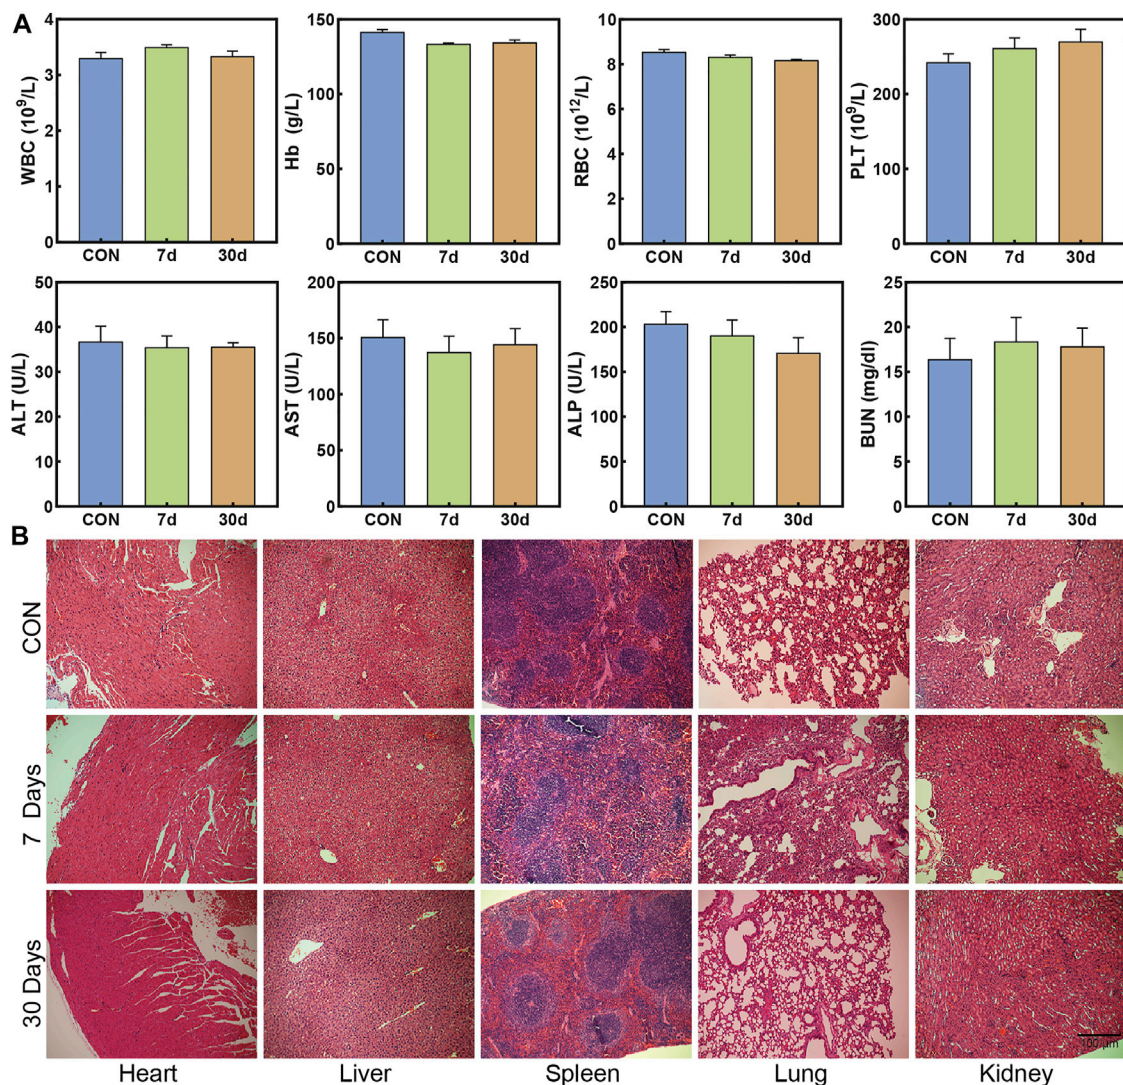 A
WBC (10⁹/L)
4
3
2
1
0
CON 7d 30d
Hb (g/L)
150
100
50
0
CON 7d 30d
RBC (10¹²/L)
10
8
6
4
2
0
CON 7d 30d
PLT (10⁹/L)
300
200
100
0
CON 7d 30d
ALT (U/L)
50
40
30
20
10
0
CON 7d 30d
AST (U/L)
200
150
100
50
0
CON 7d 30d
ALP (U/L)
250
200
150
100
50
0
CON 7d 30d
BUN (mg/dl)
25
20
15
10
5
0
CON 7d 30d
B
CON
7 Days
30 Days
100 μm
Heart Liver Spleen Lung Kidney